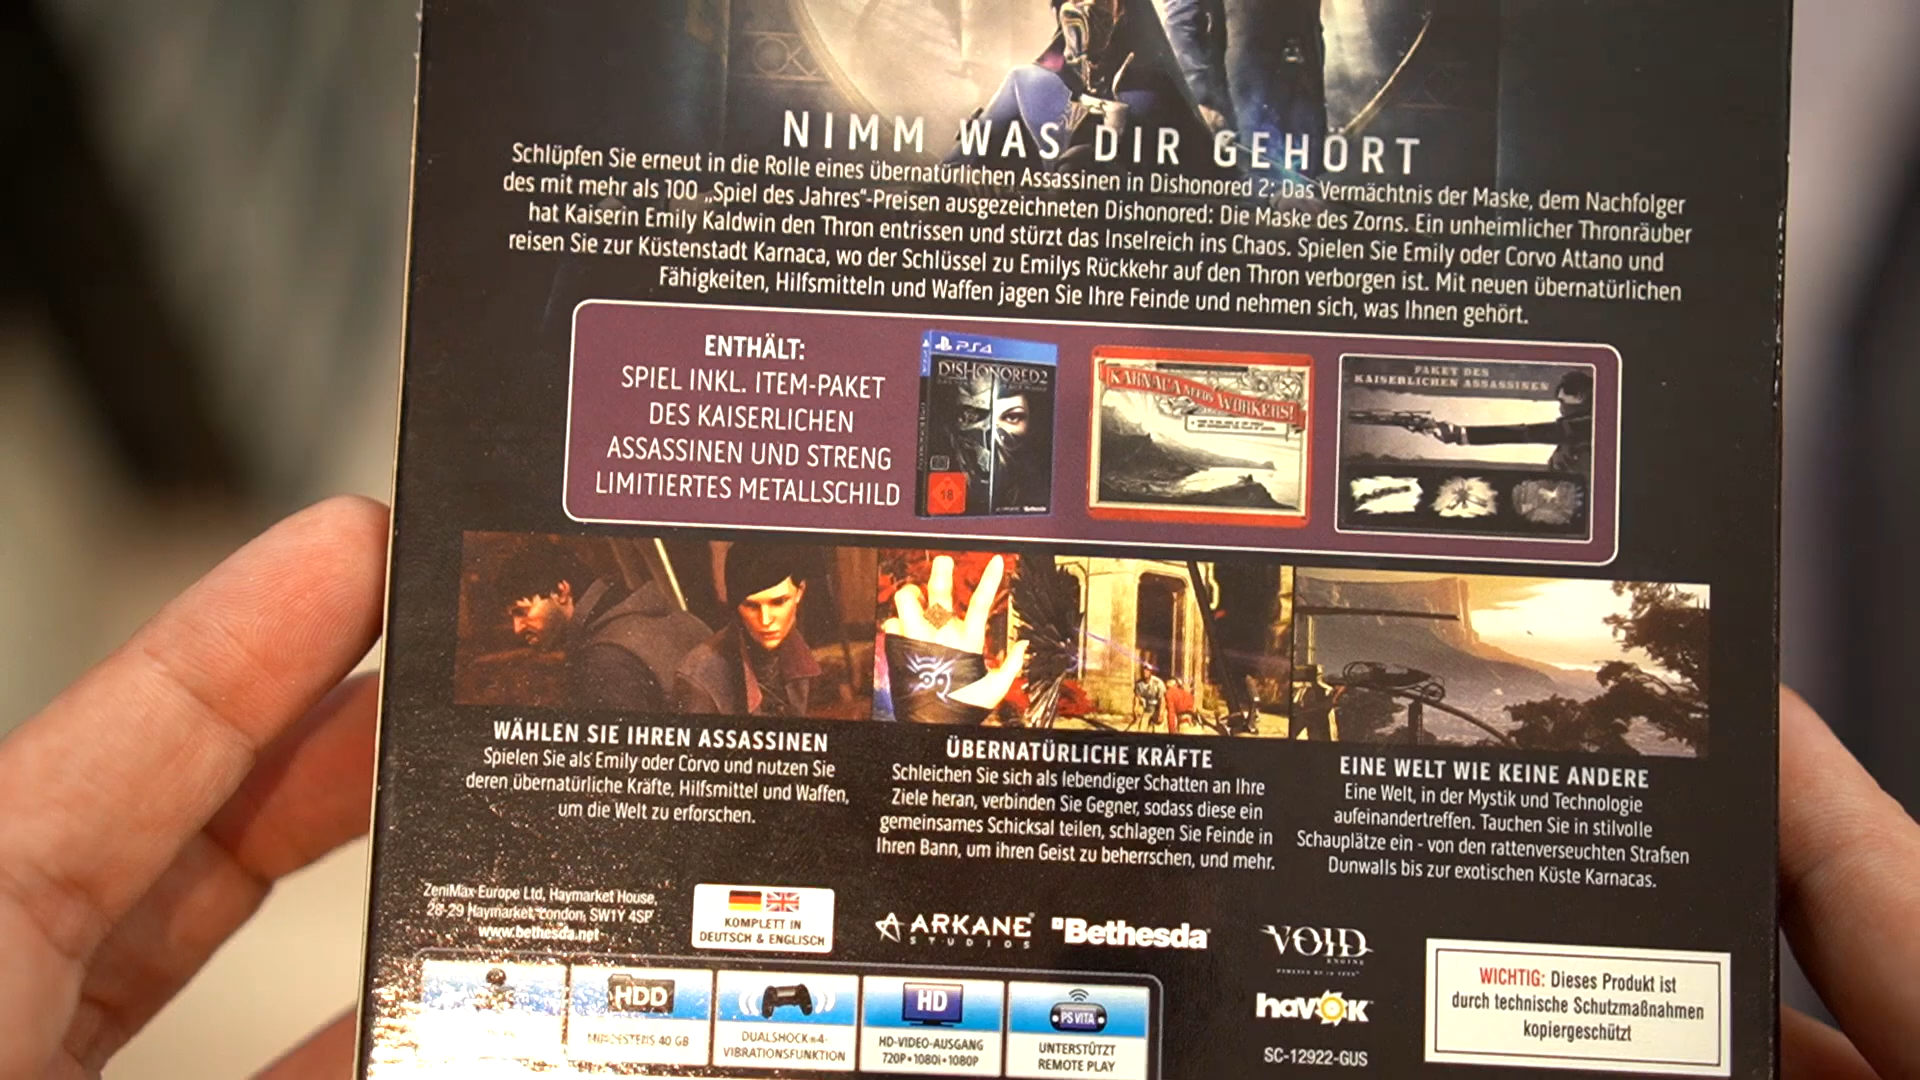 NIMM WAS DIR GEHÖRT
Schlüpfen Sie erneut in die Rolle eines übernatürlichen Assassinen in Dishonored 2: Das Vermächtnis der Maske, dem Nachfolger
des mit mehr als 100 „Spiel des Jahres“-Preisen ausgezeichneten Dishonored: Die Maske des Zorns. Ein unheimlicher Thronräuber
hat Kaiserin Emily Kaldwin den Thron entrissen und stürzt das Inselreich ins Chaos. Spielen Sie Emily oder Corvo Attano und
reisen Sie zur Küstenstadt Karnaca, wo der Schlüssel zu Emilys Rückkehr auf den Thron verborgen ist. Mit neuen übernatürlichen
Fähigkeiten, Hilfsmitteln und Waffen jagen Sie Ihre Feinde und nehmen sich, was Ihnen gehört.
ENTHÄLT:
SPIEL INKL. ITEM-PAKET
DES KAISERLICHEN
ASSASSINEN UND STRENG
LIMITIERTES METALLSCHILD
PS4
DISHONORED 2
18
Bethesda
KARNACA NEEDS WORKERS!
PAKET DES
KAISERLICHEN ASSASSINEN
WÄHLEN SIE IHREN ASSASSINEN
Spielen Sie als Emily oder Corvo und nutzen Sie
deren übernatürliche Kräfte, Hilfsmittel und Waffen,
um die Welt zu erforschen.
ÜBERNATÜRLICHE KRÄFTE
Schleichen Sie sich als lebendiger Schatten an Ihre
Ziele heran, verbinden Sie Gegner, sodass diese ein
gemeinsames Schicksal teilen, schlagen Sie Feinde in
Ihren Bann, um ihren Geist zu beherrschen, und mehr.
EINE WELT WIE KEINE ANDERE
Eine Welt, in der Mystik und Technologie
aufeinandertreffen. Tauchen Sie in stilvolle
Schauplätze ein - von den rattenverseuchten Straßen
Dunwalls bis zur exotischen Küste Karnacas.
ZeniMax Europe Ltd, Haymarket House,
28-29 Haymarket, London, SW1Y 4SP
www.bethesda.net
KOMPLETT IN
DEUTSCH & ENGLISCH
ARKANE
STUDIOS
Bethesda
VOID
ENGINE
havok
SC-12922-GUS
WICHTIG: Dieses Produkt ist
durch technische Schutzmaßnahmen
kopiergeschützt
HDD
MINDESTENS 40 GB
DUALSHOCK®4-
VIBRATIONSFUNKTION
HD
HD-VIDEO-AUSGANG
720P•1080i•1080P
PS VITA
UNTERSTÜTZT
REMOTE PLAY